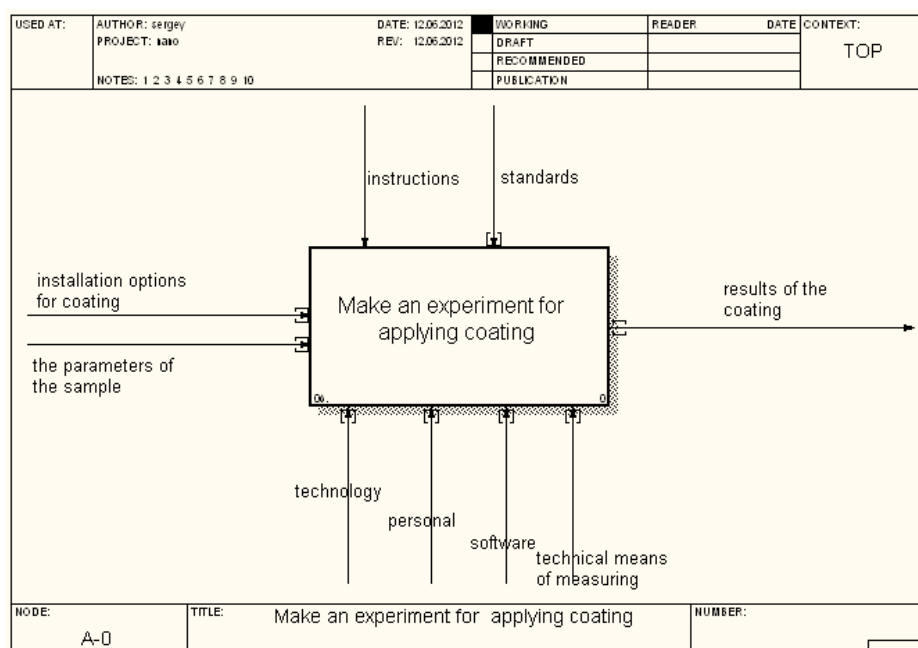 USED AT:
AUTHOR: sergey
DATE: 12.06.2012
WORKING
READER
DATE
CONTEXT:
PROJECT: nano
REV: 12.06.2012
DRAFT
TOP
RECOMMENDED
NOTES: 1 2 3 4 5 6 7 8 9 10
PUBLICATION
instructions
standards
installation options
for coating
Make an experiment for
applying coating
results of the
coating
the parameters of
the sample
0р.
0
technology
personal
software
technical means
of measuring
NODE:
TITLE:
Make an experiment for applying coating
NUMBER:
A-0